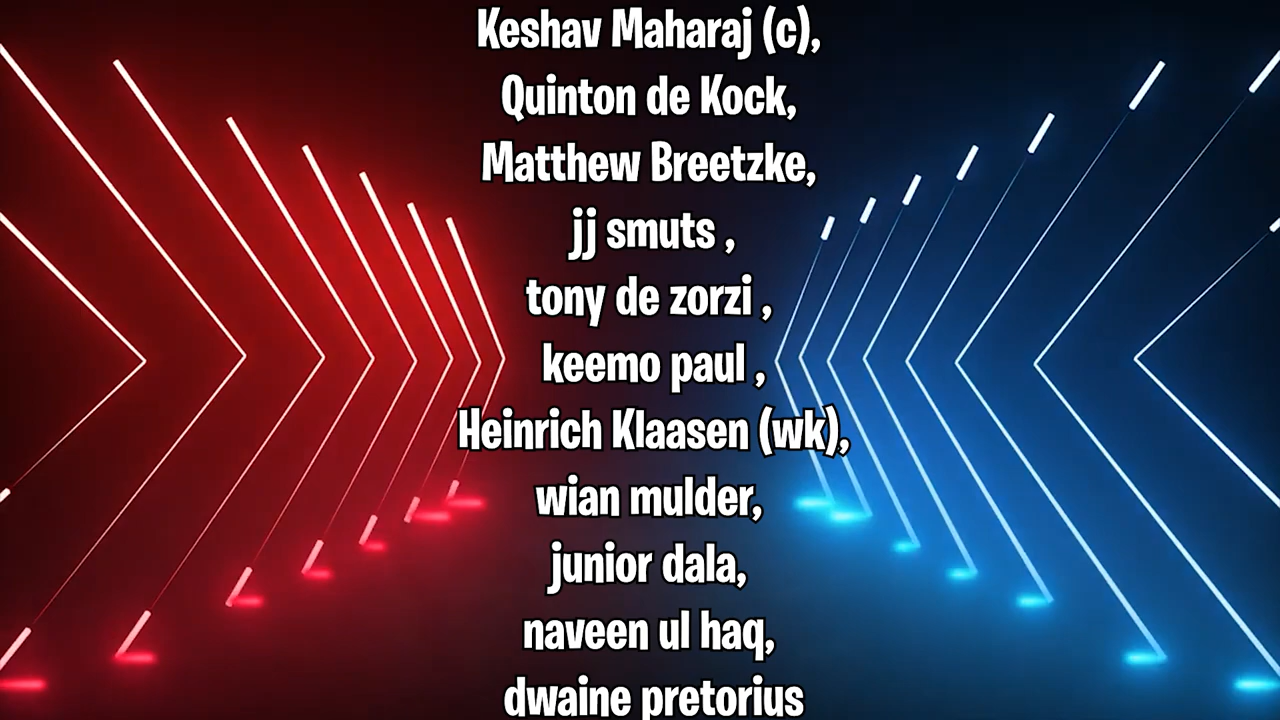 Keshav Maharaj (c),
Quinton de Kock,
Matthew Breetzke,
jj smuts ,
tony de zorzi ,
keemo paul ,
Heinrich Klaasen (wk),
wian mulder,
junior dala,
naveen ul haq,
dwaine pretorius